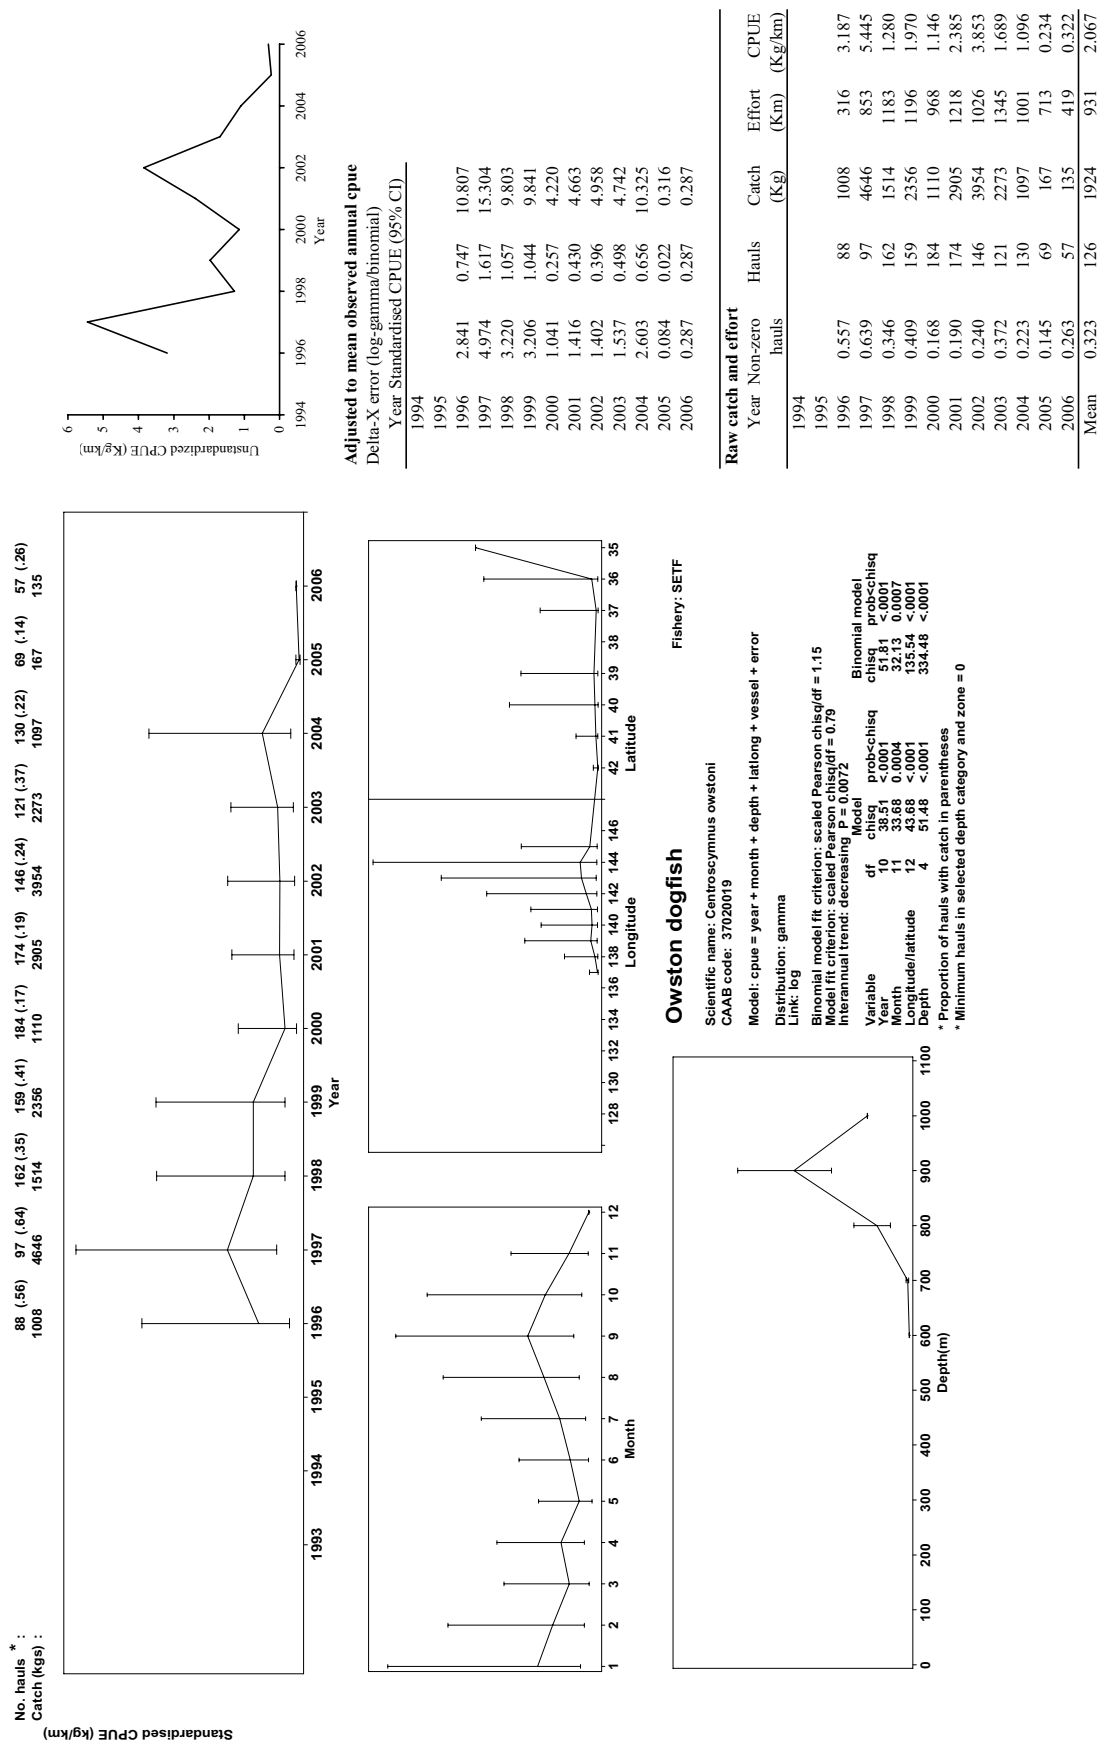 No. hauls * : 88 (.56) 97 (.64) 162 (.35) 159 (.41) 184 (.17) 174 (.19) 146 (.24) 121 (.37) 130 (.22) 69 (.14) 57 (.26)
Catch (kgs) : 1008 4646 1514 2356 1110 2905 3954 2273 1097 167 135
Standardised CPUE (kg/km)
1993 1994 1995 1996 1997 1998 1999 2000 2001 2002 2003 2004 2005 2006
Year
1 2 3 4 5 6 7 8 9 10 11 12
Month
128 130 132 134 136 138 140 142 144 146 42 41 40 39 38 37 36 35
Longitude Latitude
0 100 200 300 400 500 600 700 800 900 1000 1100
Depth(m)
Owston dogfish
Fishery: SETF
Scientific name: Centroscymnus owstoni
CAAB code: 37020019
Model: cpue = year + month + depth + latlong + vessel + error
Distribution: gamma
Link: log
Binomial model fit criterion: scaled Pearson chisq/df = 1.15
Model fit criterion: scaled Pearson chisq/df = 0.79
Interannual trend: decreasing P = 0.0072
Model Binomial model
Variable df chisq prob<chisq chisq prob<chisq
Year 10 38.51 <.0001 51.81 <.0001
Month 11 33.68 0.0004 32.13 0.0007
Longitude/latitude 12 43.68 <.0001 135.54 <.0001
Depth 4 51.48 <.0001 334.48 <.0001
* Proportion of hauls with catch in parentheses
* Minimum hauls in selected depth category and zone = 0
Unstandardized CPUE (Kg/km)
6
5
4
3
2
1
0
1994 1996 1998 2000 2002 2004 2006
Year
Adjusted to mean observed annual cpue
Delta-X error (log-gamma/binomial)
Year Standardised CPUE (95% CI)
1994
1995
1996 2.841 0.747 10.807
1997 4.974 1.617 15.304
1998 3.220 1.057 9.803
1999 3.206 1.044 9.841
2000 1.041 0.257 4.220
2001 1.416 0.430 4.663
2002 1.402 0.396 4.958
2003 1.537 0.498 4.742
2004 2.603 0.656 10.325
2005 0.084 0.022 0.316
2006 0.287 0.287 0.287
Raw catch and effort
Year Non-zero Hauls Catch Effort CPUE
hauls (Kg) (Km) (Kg/km)
1994
1995
1996 0.557 88 1008 316 3.187
1997 0.639 97 4646 853 5.445
1998 0.346 162 1514 1183 1.280
1999 0.409 159 2356 1196 1.970
2000 0.168 184 1110 968 1.146
2001 0.190 174 2905 1218 2.385
2002 0.240 146 3954 1026 3.853
2003 0.372 121 2273 1345 1.689
2004 0.223 130 1097 1001 1.096
2005 0.145 69 167 713 0.234
2006 0.263 57 135 419 0.322
Mean 0.323 126 1924 931 2.067